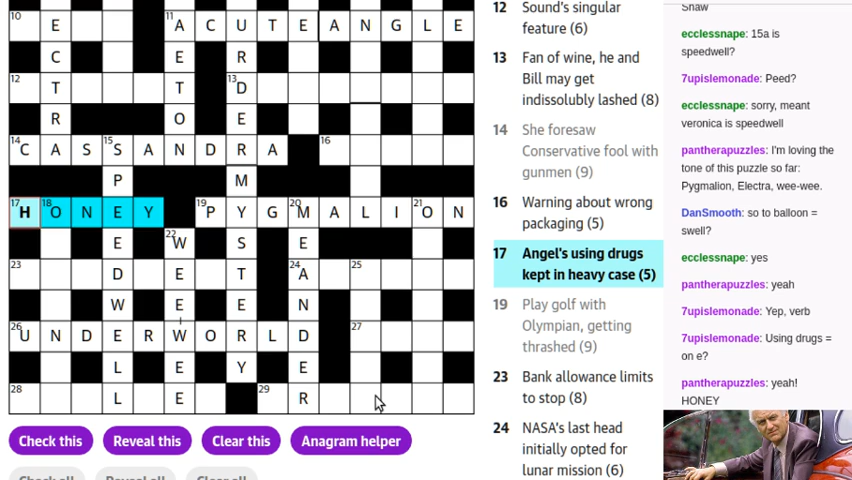 10 E 11 A C U T E A N G L E
C E R
12 T T 13 D
R O E
14 C A S 15 S A N D R A 16
P M
17 H 18 O N E Y 19 P Y G 20 M A L I 21 O N
E 22 W S E
23 D E T 24 A 25
W E E N
26 U N D E R W O R L D 27
L E Y E
28 L E 29 R
Check this
Reveal this
Clear this
Anagram helper
Check all
Reveal all
Clear all
12 Sound's singular
feature (6)
13 Fan of wine, he and
Bill may get
indissolubly lashed (8)
14 She foresaw
Conservative fool with
gunmen (9)
16 Warning about wrong
packaging (5)
17 Angel's using drugs
kept in heavy case (5)
19 Play golf with
Olympian, getting
thrashed (9)
23 Bank allowance limits
to stop (8)
24 NASA's last head
initially opted for
lunar mission (6)
Shaw
ecclessnape: 15a is
speedwell?
7upislemonade: Peed?
ecclessnape: sorry, meant
veronica is speedwell
pantherapuzzles: I'm loving the
tone of this puzzle so far:
Pygmalion, Electra, wee-wee.
DanSmooth: so to balloon =
swell?
ecclessnape: yes
pantherapuzzles: yeah
7upislemonade: Yep, verb
7upislemonade: Using drugs =
on e?
pantherapuzzles: yeah!
HONEY